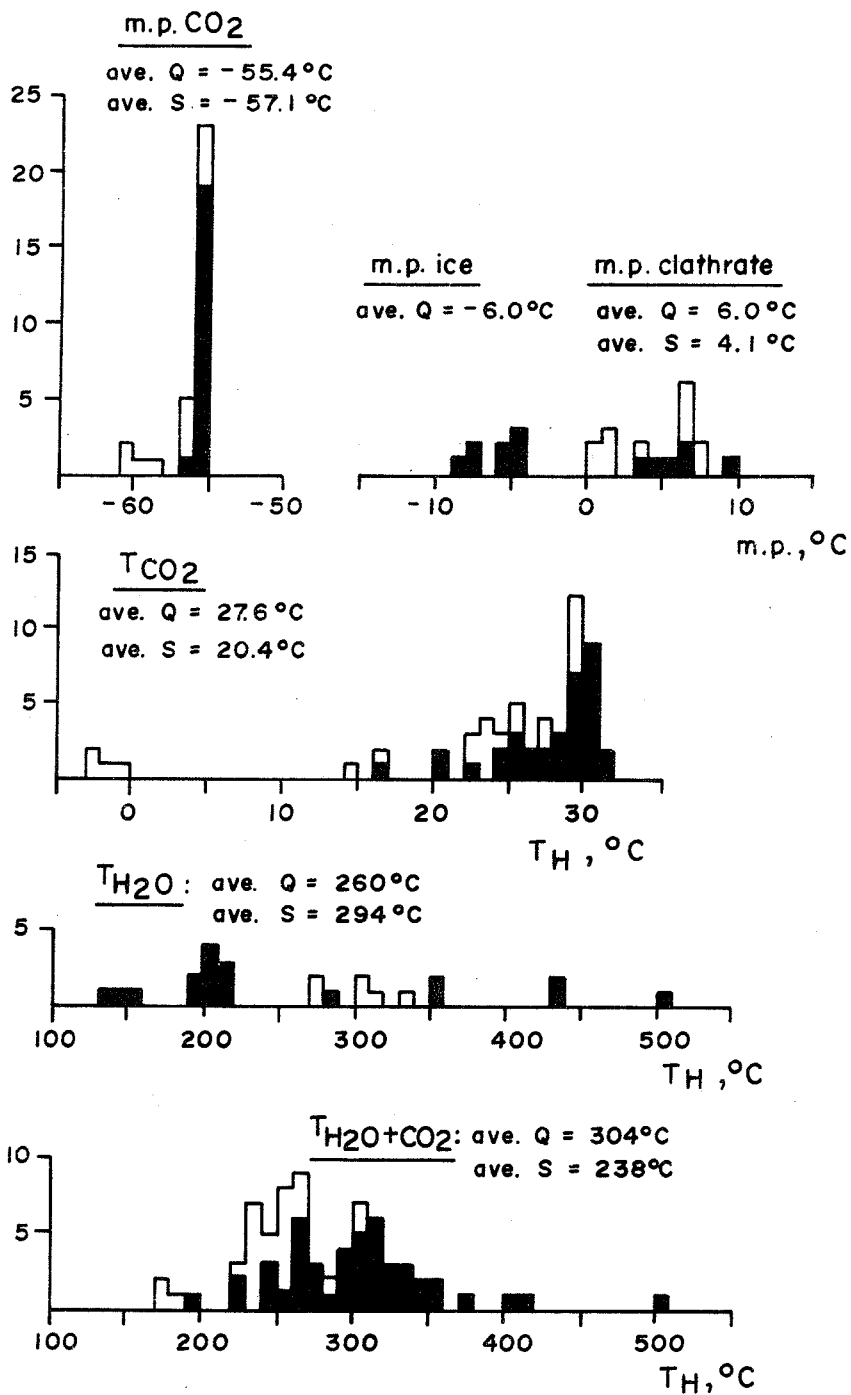 m.p. CO2
ave. Q = -55.4°C
ave. S = -57.1°C
25
20
15
10
5
-60 -50
m.p. ice
ave. Q = -6.0°C
m.p. clathrate
ave. Q = 6.0°C
ave. S = 4.1°C
-10 0 10
m.p., °C
TCO2
ave. Q = 27.6°C
ave. S = 20.4°C
15
10
5
0 10 20 30
TH, °C
TH2O: ave. Q = 260°C
ave. S = 294°C
5
100 200 300 400 500
TH, °C
TH2O+CO2: ave. Q = 304°C
ave. S = 238°C
10
5
100 200 300 400 500
TH, °C